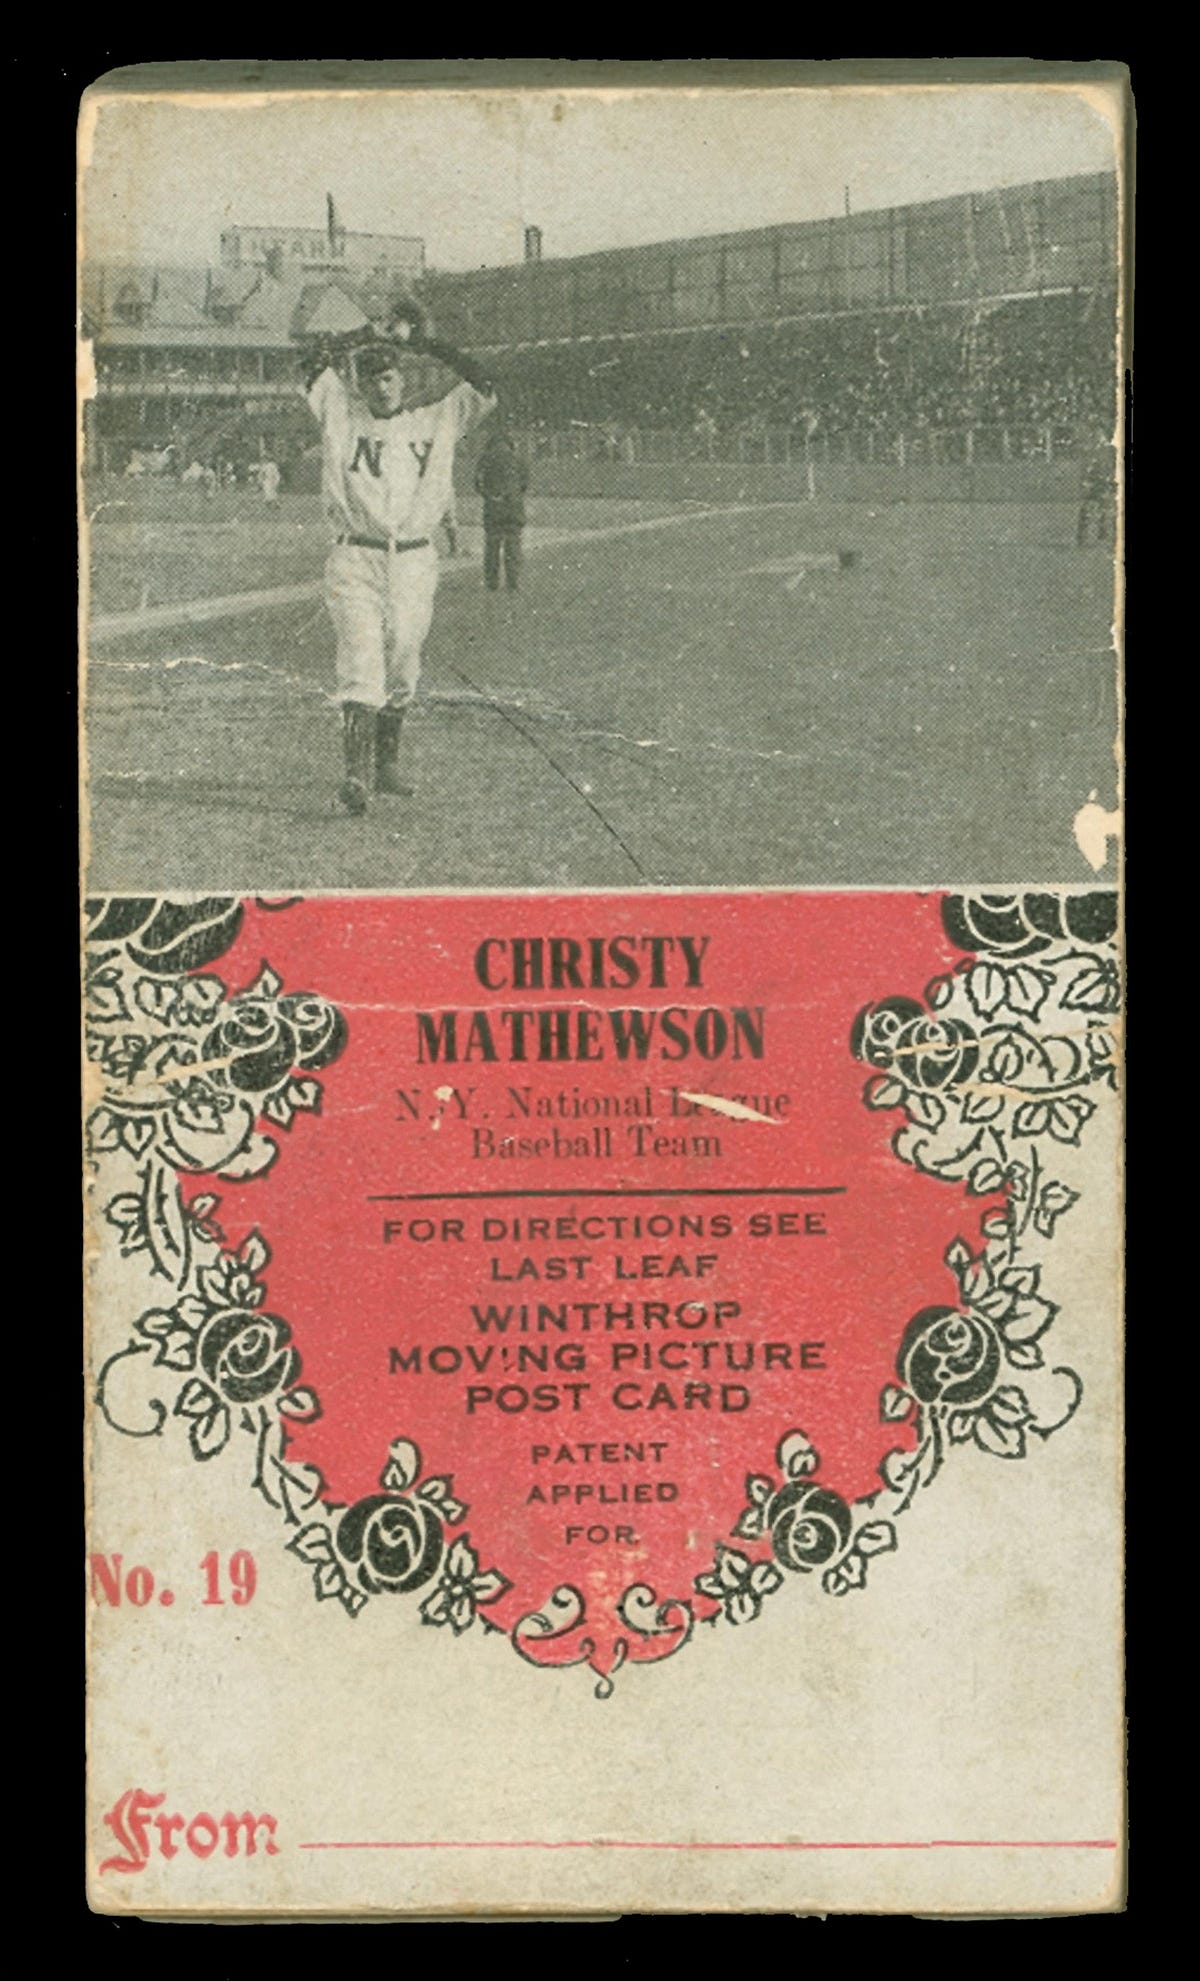 N Y
CHRISTY
MATHEWSON
N. Y. National League
Baseball Team
FOR DIRECTIONS SEE
LAST LEAF
WINTHROP
MOVING PICTURE
POST CARD
PATENT
APPLIED
FOR
No. 19
From